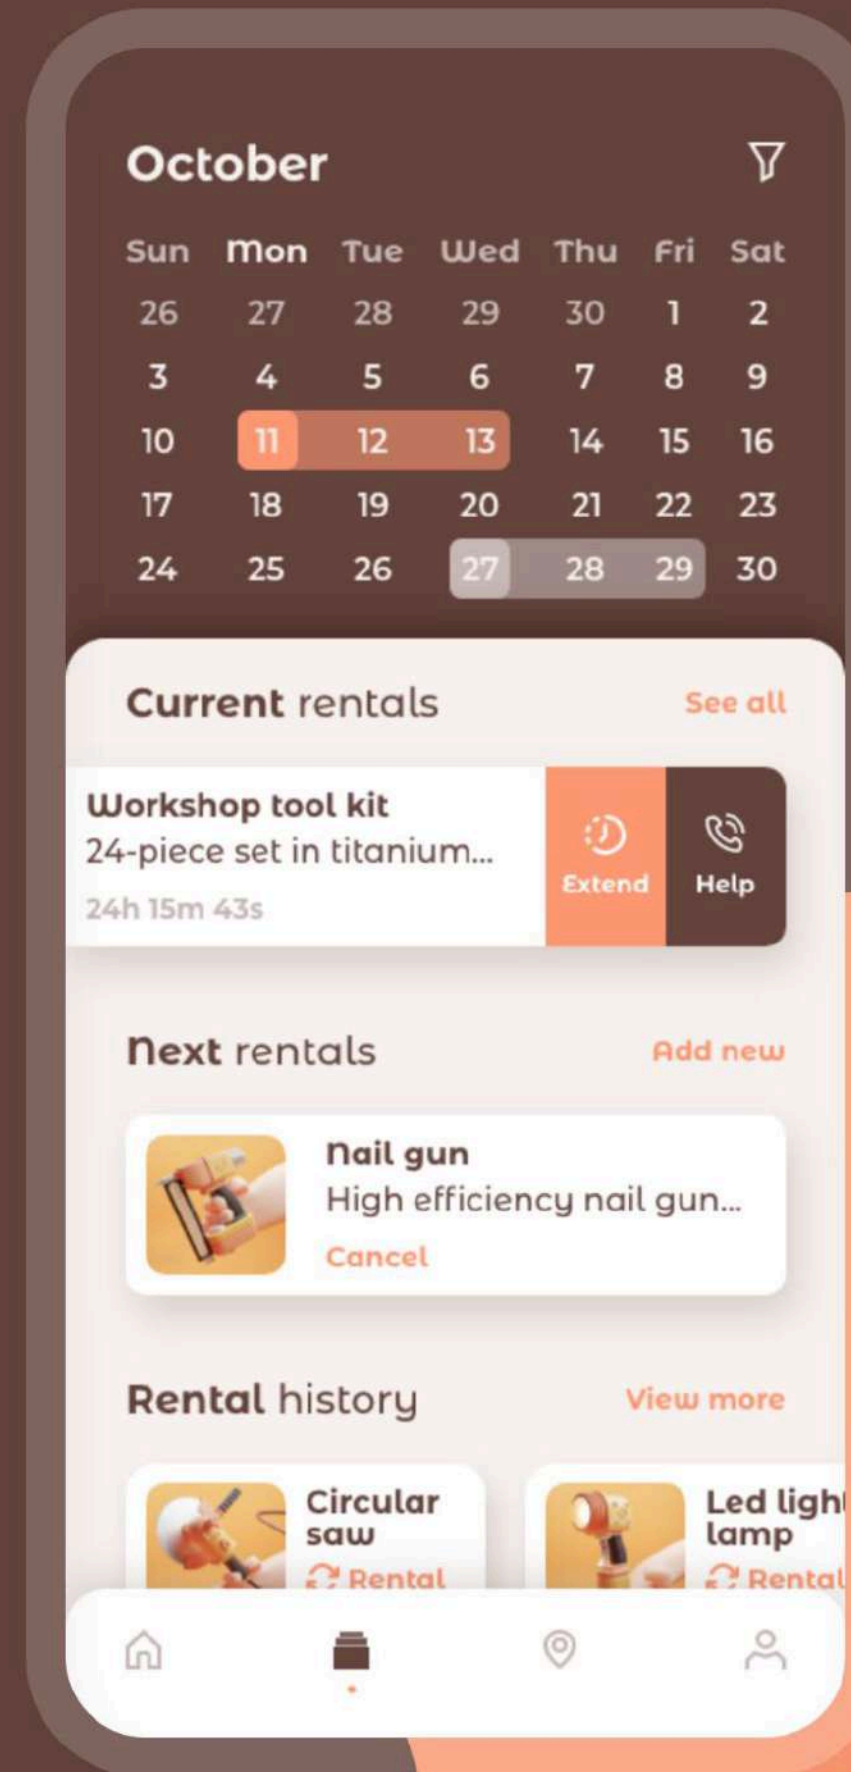 October
Sun Mon Tue Wed Thu Fri Sat
26 27 28 29 30 1 2
3 4 5 6 7 8 9
10 11 12 13 14 15 16
17 18 19 20 21 22 23
24 25 26 27 28 29 30
Current rentals
See all
Workshop tool kit
24-piece set in titanium...
24h 15m 43s
Extend
Help
Next rentals
Add new
Nail gun
High efficiency nail gun...
Cancel
Rental history
View more
Circular
saw
Rental
Led light
lamp
Rental